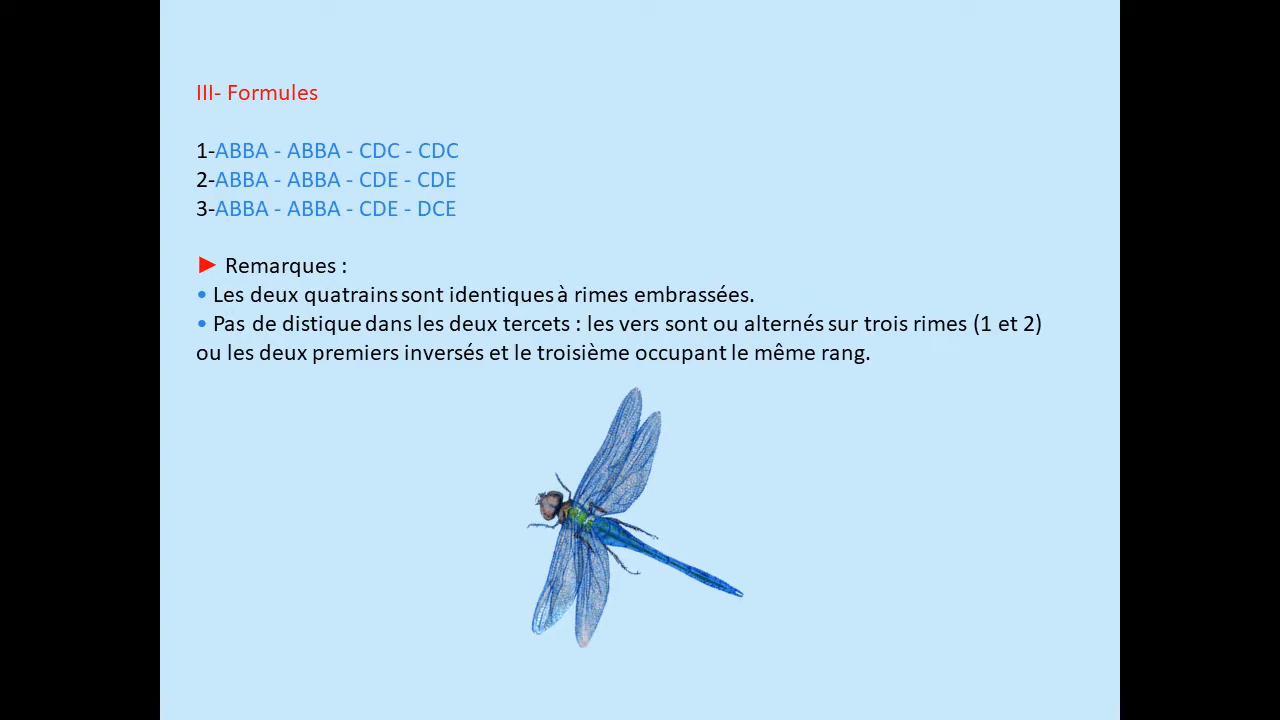 III- Formules
1-ABBA - ABBA - CDC - CDC
2-ABBA - ABBA - CDE - CDE
3-ABBA - ABBA - CDE - DCE
► Remarques :
• Les deux quatrains sont identiques à rimes embrassées.
• Pas de distique dans les deux tercets : les vers sont ou alternés sur trois rimes (1 et 2)
ou les deux premiers inversés et le troisième occupant le même rang.